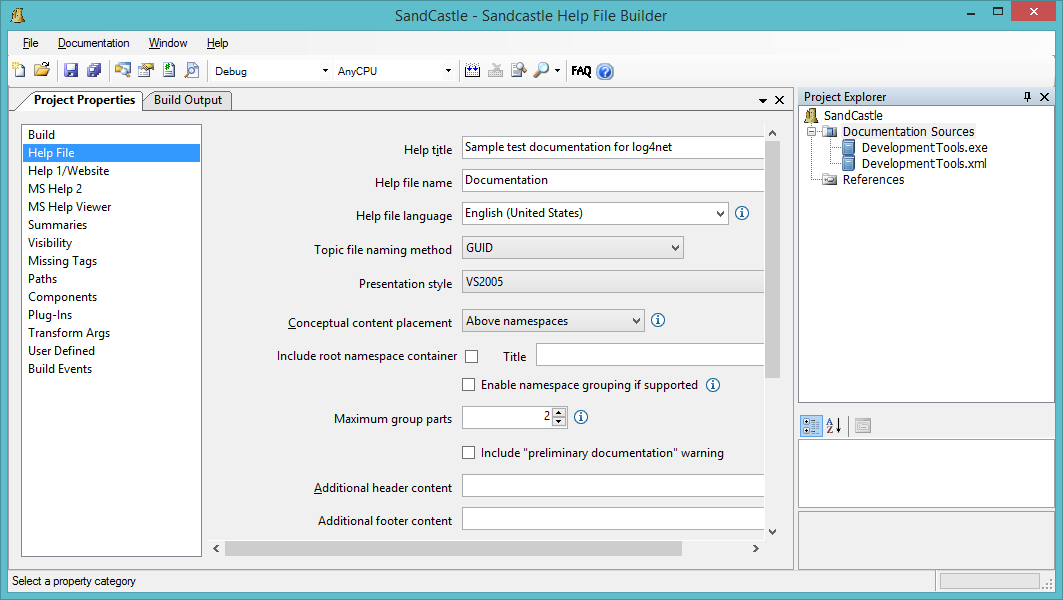 SandCastle - Sandcastle Help File Builder
File Documentation Window Help
Debug AnyCPU FAQ
Project Properties Build Output
Build
Help File
Help 1/Website
MS Help 2
MS Help Viewer
Summaries
Visibility
Missing Tags
Paths
Components
Plug-Ins
Transform Args
User Defined
Build Events
Help title Sample test documentation for log4net
Help file name Documentation
Help file language English (United States)
Topic file naming method GUID
Presentation style VS2005
Conceptual content placement Above namespaces
Include root namespace container Title
Enable namespace grouping if supported
Maximum group parts 2
Include "preliminary documentation" warning
Additional header content
Additional footer content
Project Explorer
SandCastle
Documentation Sources
DevelopmentTools.exe
DevelopmentTools.xml
References
Select a property category